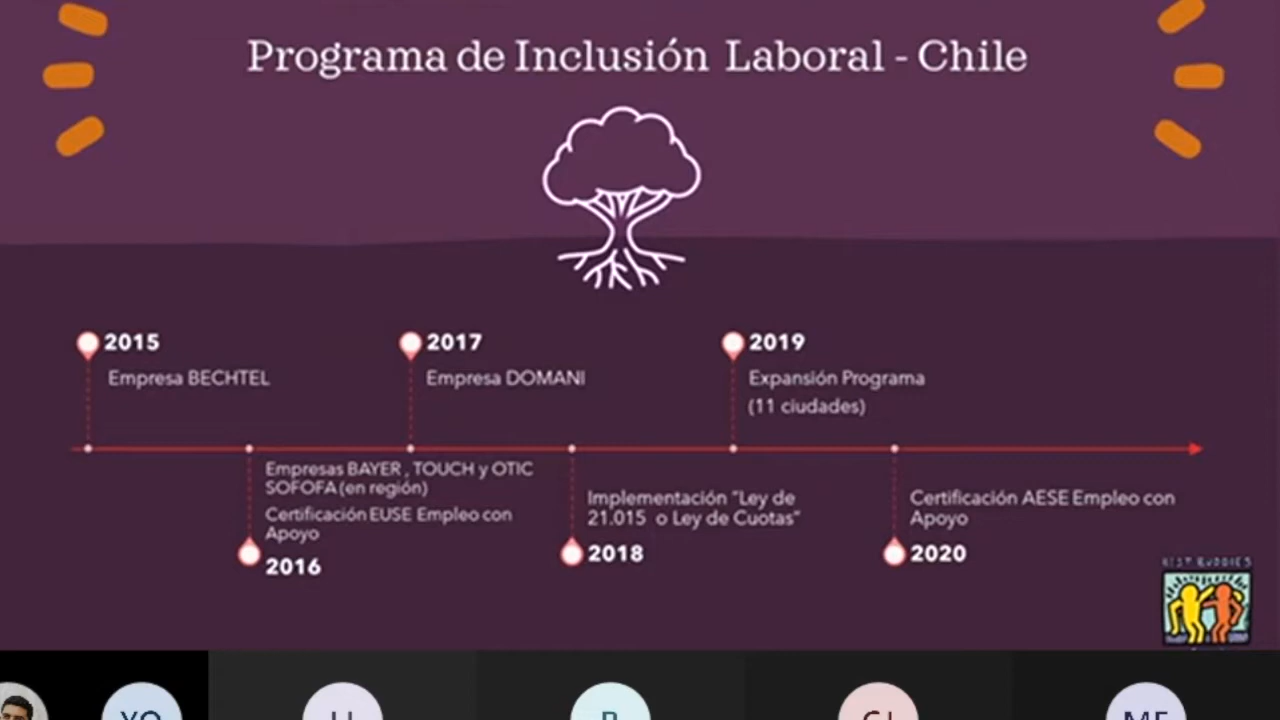 Programa de Inclusión Laboral - Chile
2015
Empresa BECHTEL
2017
Empresa DOMANI
2019
Expansión Programa
(11 ciudades)
Empresas BAYER , TOUCH y OTIC
SOFOFA (en región)
Certificación EUSE Empleo con
Apoyo
2016
Implementación "Ley de
21.015 o Ley de Cuotas"
2018
Certificación AESE Empleo con
Apoyo
2020
BEST BUDDIES